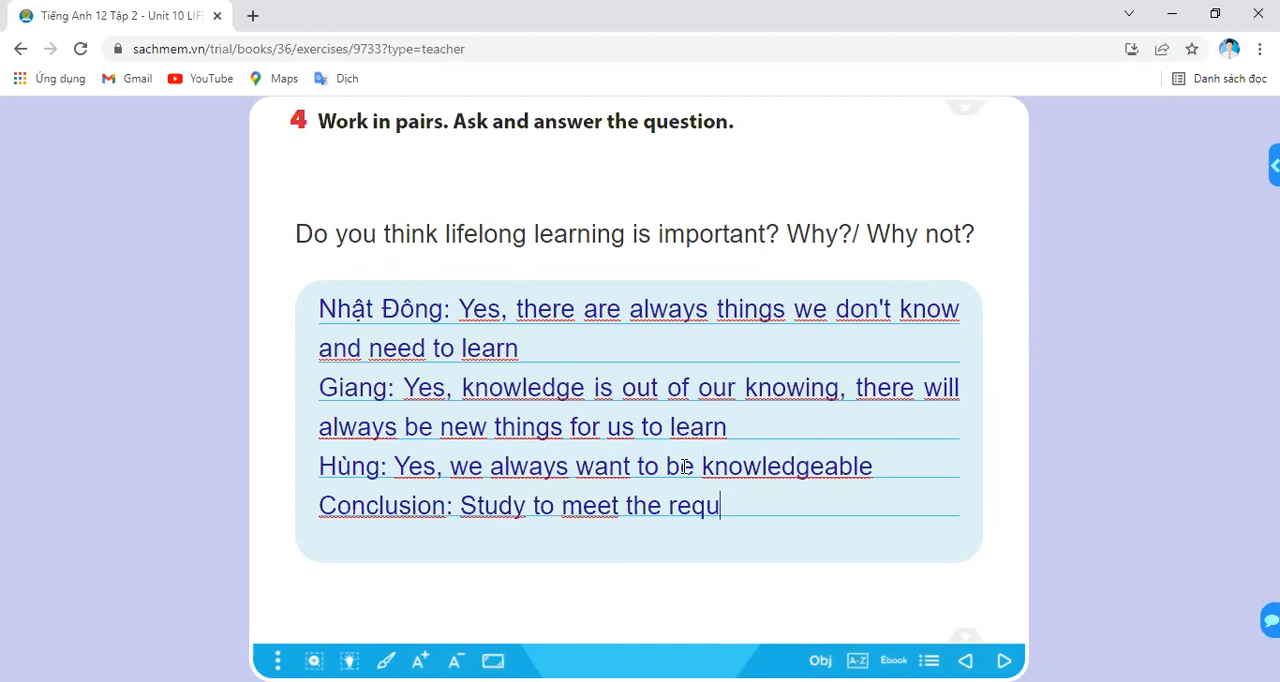 Tiếng Anh 12 Tập 2 - Unit 10 LIF
sachmem.vn/trial/books/36/exercises/9733?type=teacher
Ứng dụng Gmail YouTube Maps Dịch Danh sách đọc
4 Work in pairs. Ask and answer the question.
Do you think lifelong learning is important? Why?/ Why not?
Nhật Đông: Yes, there are always things we don't know
and need to learn
Giang: Yes, knowledge is out of our knowing, there will
always be new things for us to learn
Hùng: Yes, we always want to be knowledgeable
Conclusion: Study to meet the requ
A+ A- Obj A-Z Ebook